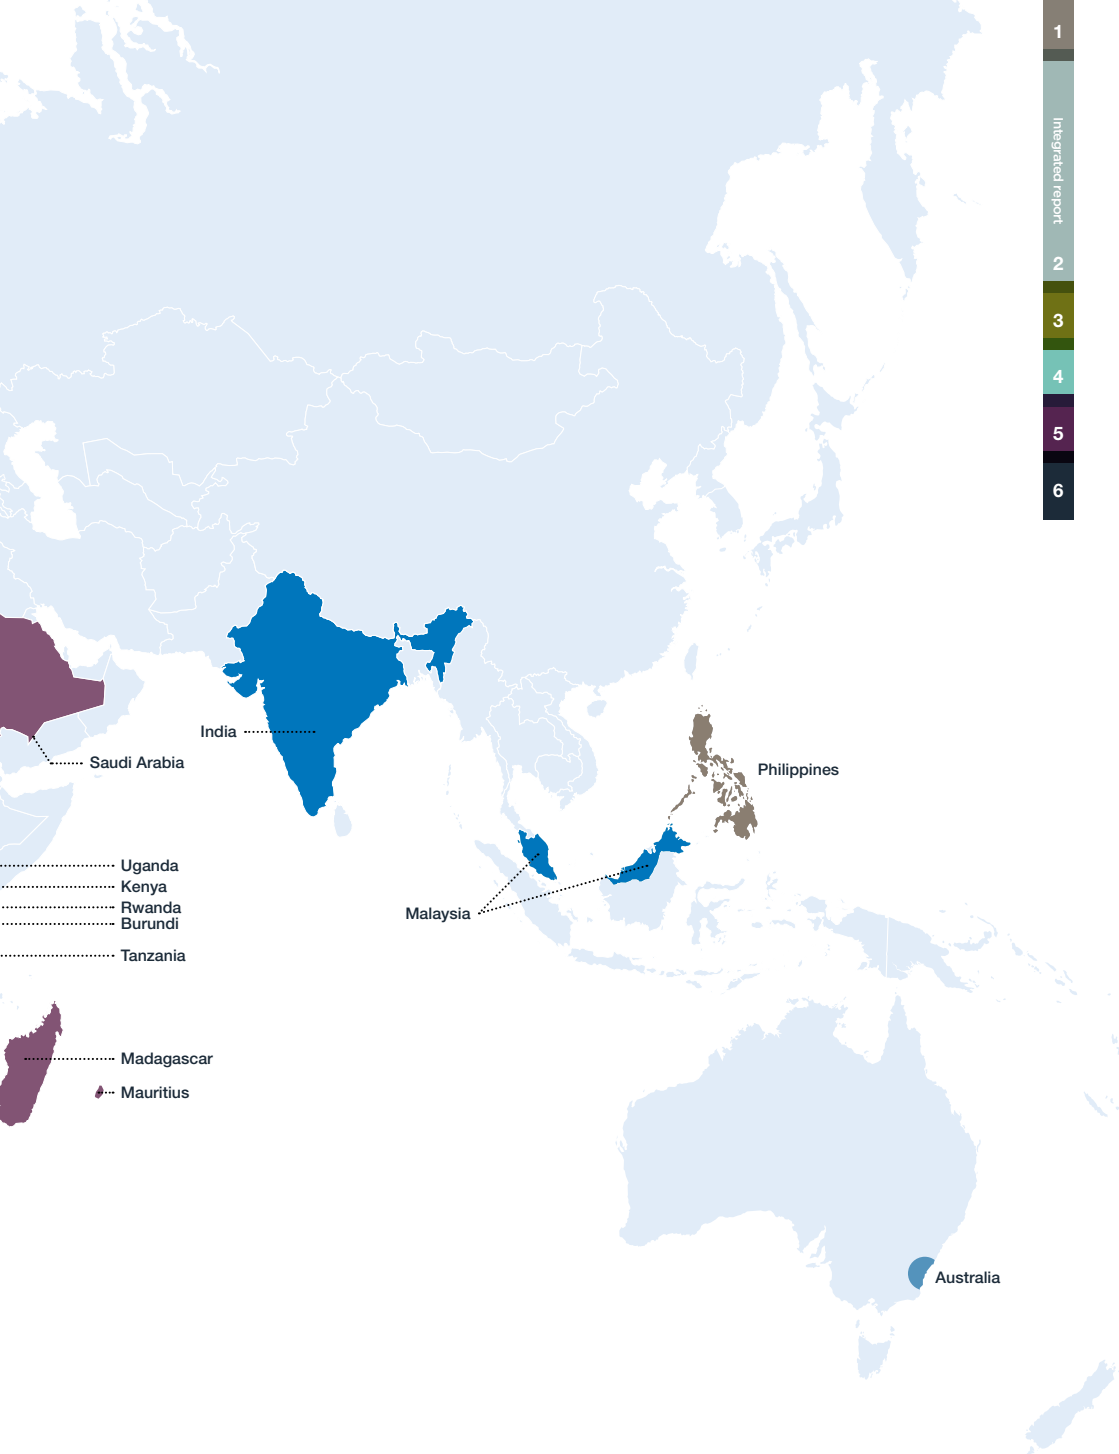 1
Integrated report
2
3
4
5
6
India
Saudi Arabia
Philippines
Uganda
Kenya
Rwanda
Burundi
Malaysia
Tanzania
Madagascar
Mauritius
Australia